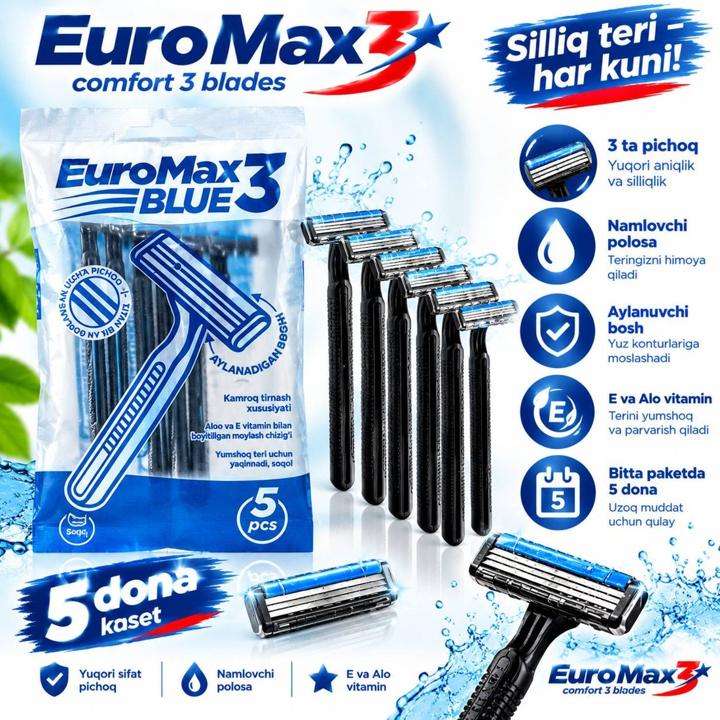 EuroMax3
comfort 3 blades
Silliq teri -
har kuni!
EuroMax3
BLUE
AYLANADIGAN
Kamroq tirnash
xususiyati
Aloo va E vitamin bilan
boyitilgan moylash chizig'i
Yumshoq teri uchun
yaqinnadi, soqol
5
pcs
3 ta pichoq
Yuqori aniqlik
va silliqlik
Namlovchi
polosa
Teringizni himoya
qiladi
Aylanuvchi
bosh
Yuz konturlariga
moslashadi
E
E va Alo vitamin
Terini yumshoq
va parvarish qiladi
5
Bitta paketda
5 dona
Uzoq muddat
uchun qulay
5 dona
kaset
Yuqori sifat
pichoq
Namlovchi
polosa
E va Alo
vitamin
EuroMax3
comfort 3 blades